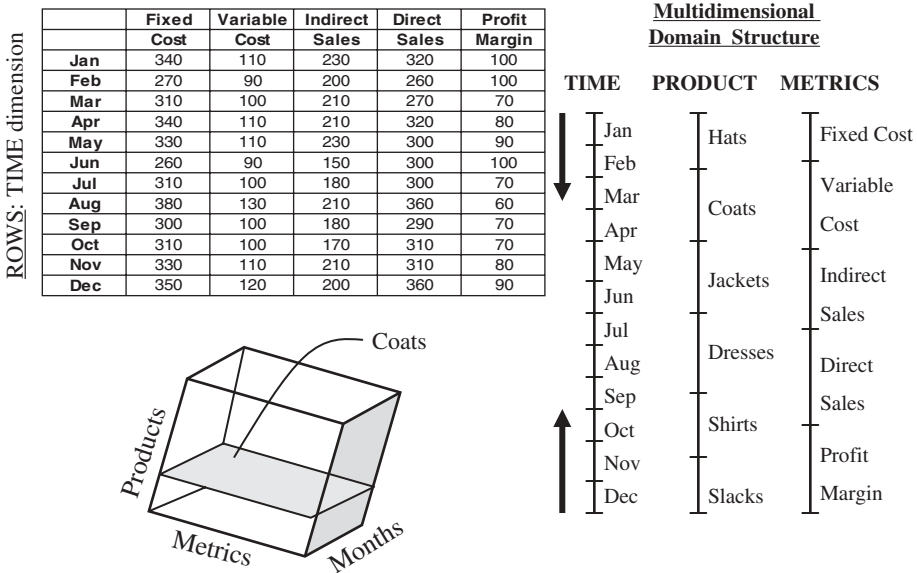 ROWS: TIME dimension
Fixed Variable Indirect Direct Profit
Cost Cost Sales Sales Margin
Jan 340 110 230 320 100
Feb 270 90 200 260 100
Mar 310 100 210 270 70
Apr 340 110 210 320 80
May 330 110 230 300 90
Jun 260 90 150 300 100
Jul 310 100 180 300 70
Aug 380 130 210 360 60
Sep 300 100 180 290 70
Oct 310 100 170 310 70
Nov 330 110 210 310 80
Dec 350 120 200 360 90
Coats
Products
Metrics
Months
Multidimensional
Domain Structure
TIME PRODUCT METRICS
Jan
Feb
Mar
Apr
May
Jun
Jul
Aug
Sep
Oct
Nov
Dec
Hats
Coats
Jackets
Dresses
Shirts
Slacks
Fixed Cost
Variable
Cost
Indirect
Sales
Direct
Sales
Profit
Margin